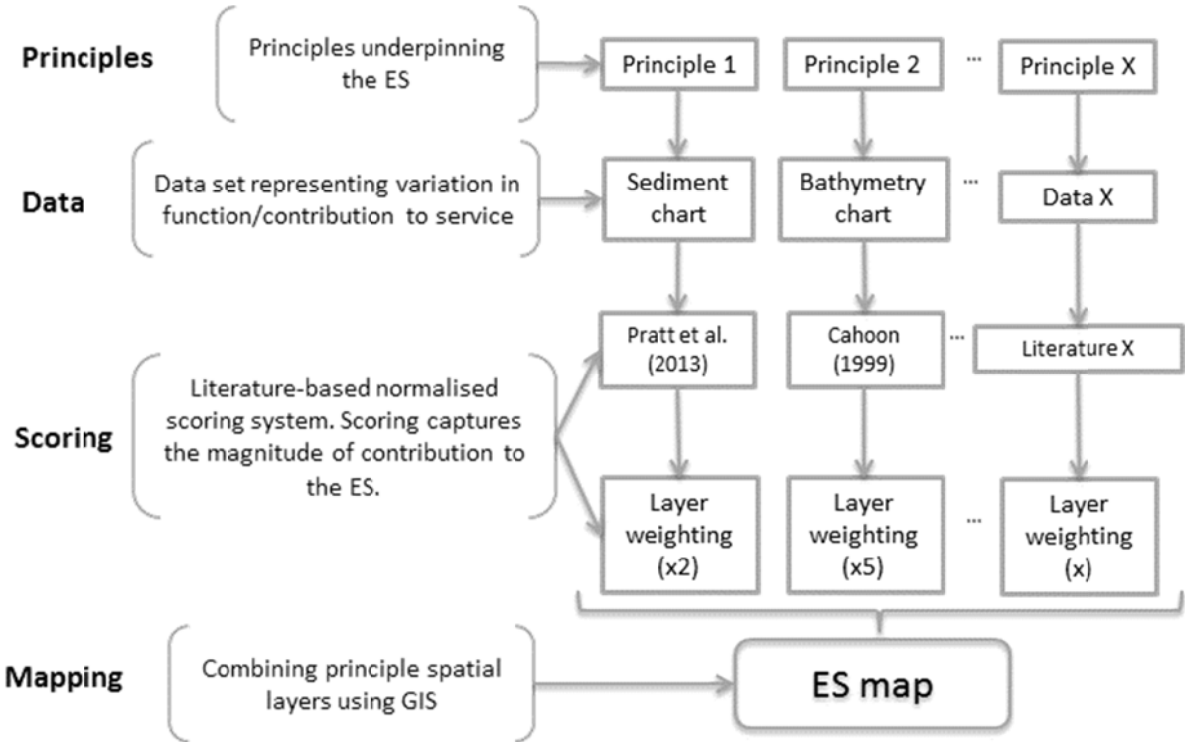 Principles
Principles underpinning
the ES
Principle 1
Principle 2
...
Principle X
Data
Data set representing variation in
function/contribution to service
Sediment
chart
Bathymetry
chart
...
Data X
Scoring
Literature-based normalised
scoring system. Scoring captures
the magnitude of contribution to
the ES.
Pratt et al.
(2013)
Cahoon
(1999)
...
Literature X
Layer
weighting
(x2)
Layer
weighting
(x5)
...
Layer
weighting
(x)
Mapping
Combining principle spatial
layers using GIS
ES map